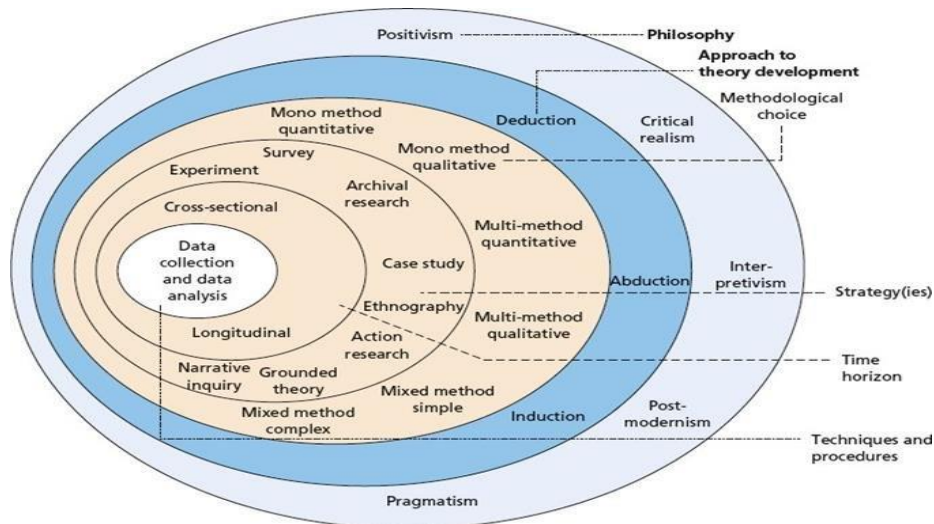 Positivism
Philosophy
Approach to
theory development
Mono method
quantitative
Deduction
Critical
realism
Methodological
choice
Survey
Mono method
qualitative
Experiment
Archival
research
Cross-sectional
Multi-method
quantitative
Data
collection
and data
analysis
Case study
Abduction
Inter-
pretivism
Strategy(ies)
Ethnography
Multi-method
qualitative
Longitudinal
Action
research
Time
horizon
Narrative
inquiry
Grounded
theory
Mixed method
simple
Mixed method
complex
Induction
Post-
modernism
Techniques and
procedures
Pragmatism